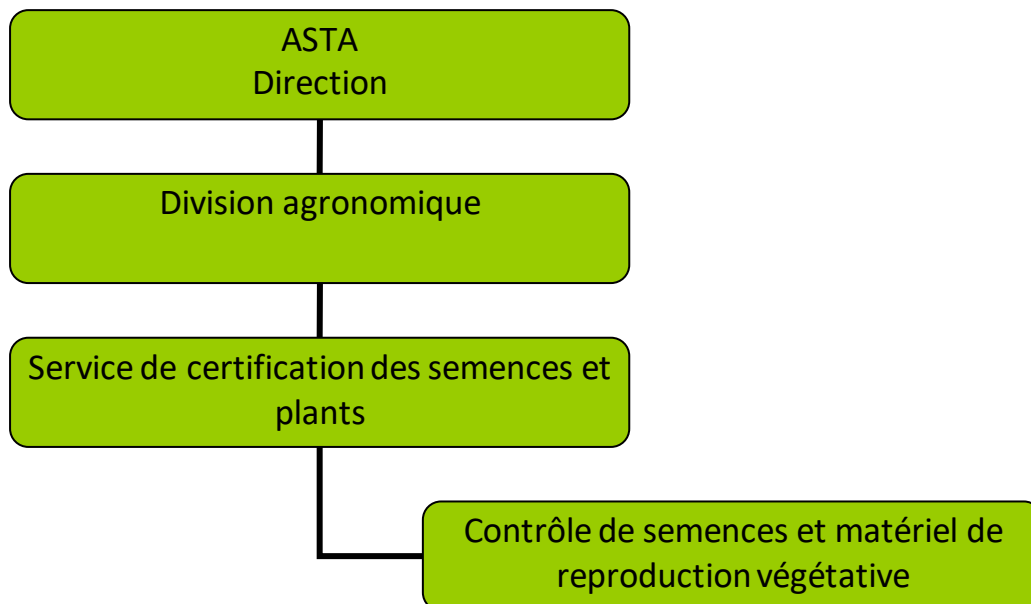 ASTA
Direction
Division agronomique
Service de certification des semences et
plants
Contrôle de semences et matériel de
reproduction végétative